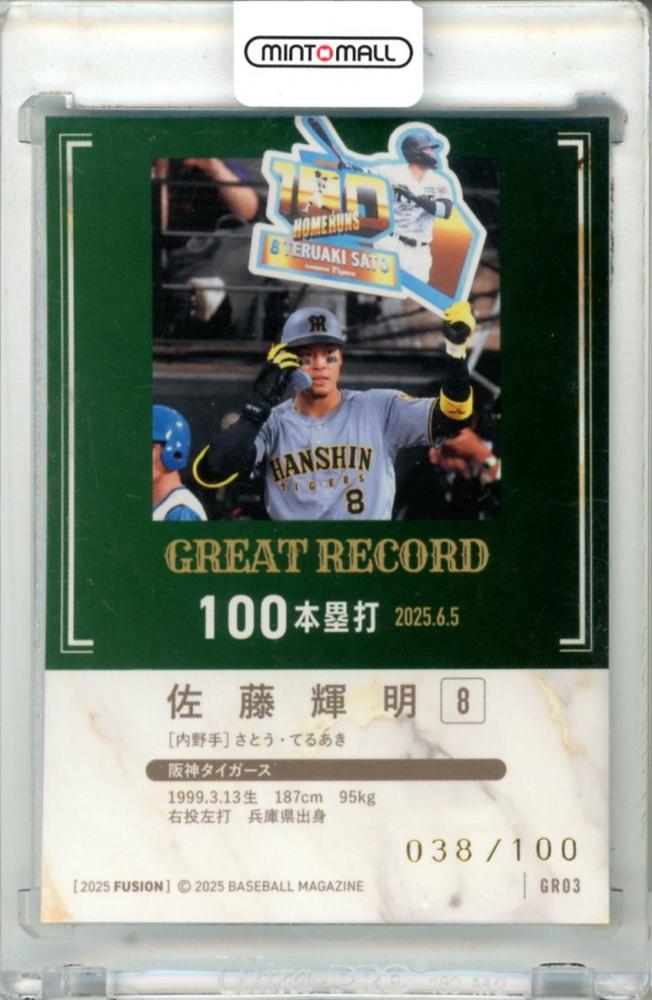 MINTOMALL
100
HOMERUNS
8 TERUAKI SATO
Tigers
HANSHIN
TIGERS
8
GREAT RECORD
100本塁打 2025.6.5
佐藤輝明 8
[内野手]さとう・てるあき
阪神タイガース
1999.3.13生 187cm 95kg
右投左打 兵庫県出身
038/100
[2025 FUSION] © 2025 BASEBALL MAGAZINE GR03